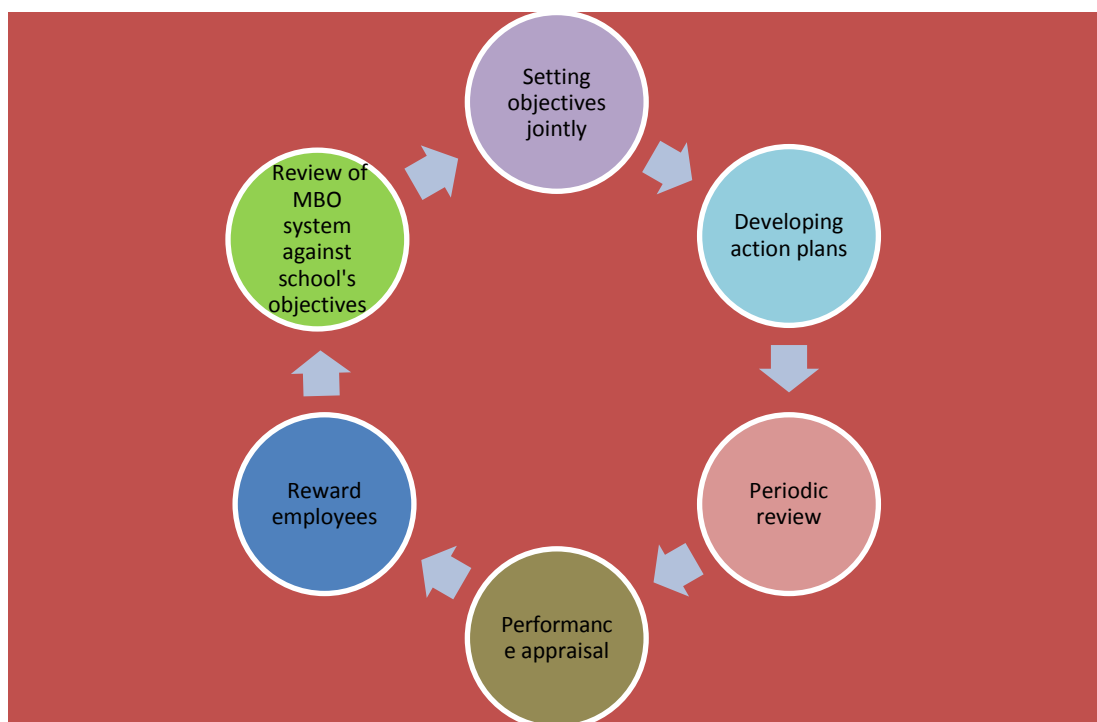 Setting
objectives
jointly
Developing
action plans
Periodic
review
Performanc
e appraisal
Reward
employees
Review of
MBO
system
against
school's
objectives